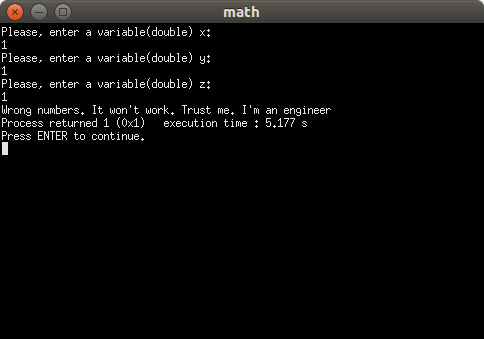 math
Please, enter a variable(double) x:
1
Please, enter a variable(double) y:
1
Please, enter a variable(double) z:
1
Wrong numbers. It won't work. Trust me. I'm an engineer
Process returned 1 (0x1)   execution time : 5.177 s
Press ENTER to continue.